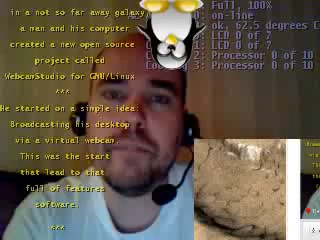 in a not so far away galaxy
a man and his computer
created a new open source
project called
WebcamStudio for GNU/Linux
***
He started on a simple idea:
Broadcasting his desktop
via a virtual webcam.
This was the start
that lead to that
full of features
software.
***
Full, 100%
on-line
ok, 62.5 degrees C
LCD 0 of 7
LCD 0 of 7
2: Processor 0 of 10
3: Processor 0 of 10